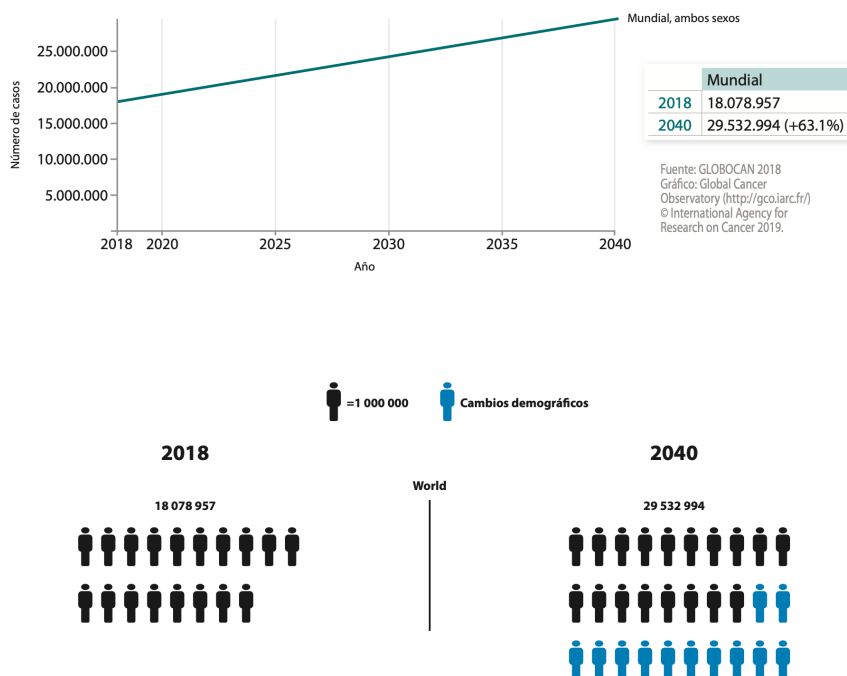 Mundial, ambos sexos
Número de casos
25.000.000
20.000.000
15.000.000
10.000.000
5.000.000
2018 2020 2025 2030 2035 2040
Año
Mundial
2018 18.078.957
2040 29.532.994 (+63.1%)
Fuente: GLOBOCAN 2018
Gráfico: Global Cancer
Observatory (http://gco.iarc.fr/)
© International Agency for
Research on Cancer 2019.
=1 000 000 Cambios demográficos
2018 2040
World
18 078 957 29 532 994